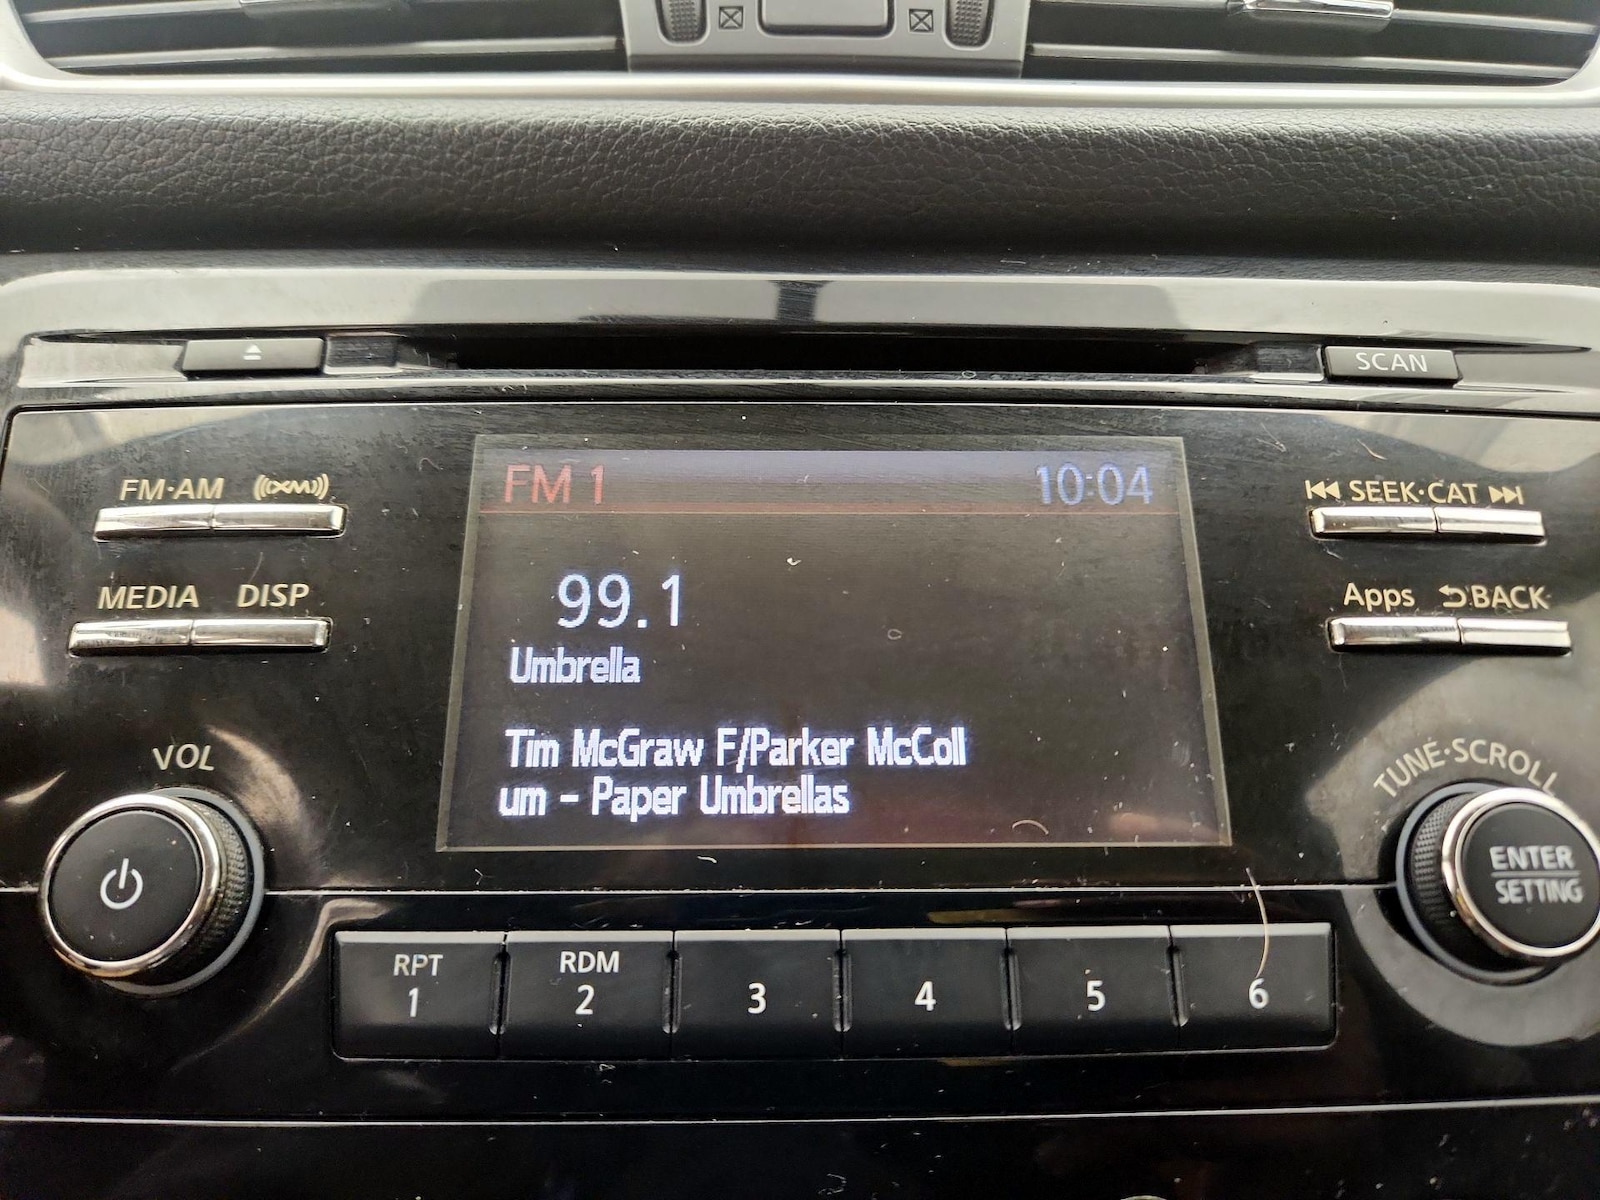 SCAN
FM·AM ((XM))
SEEK·CAT
FM 1 10:04
MEDIA DISP
99.1
Apps BACK
Umbrella
VOL
Tim McGraw F/Parker McColl
um - Paper Umbrellas
TUNE·SCROLL
ENTER
SETTING
RPT
1
RDM
2
3
4
5
6